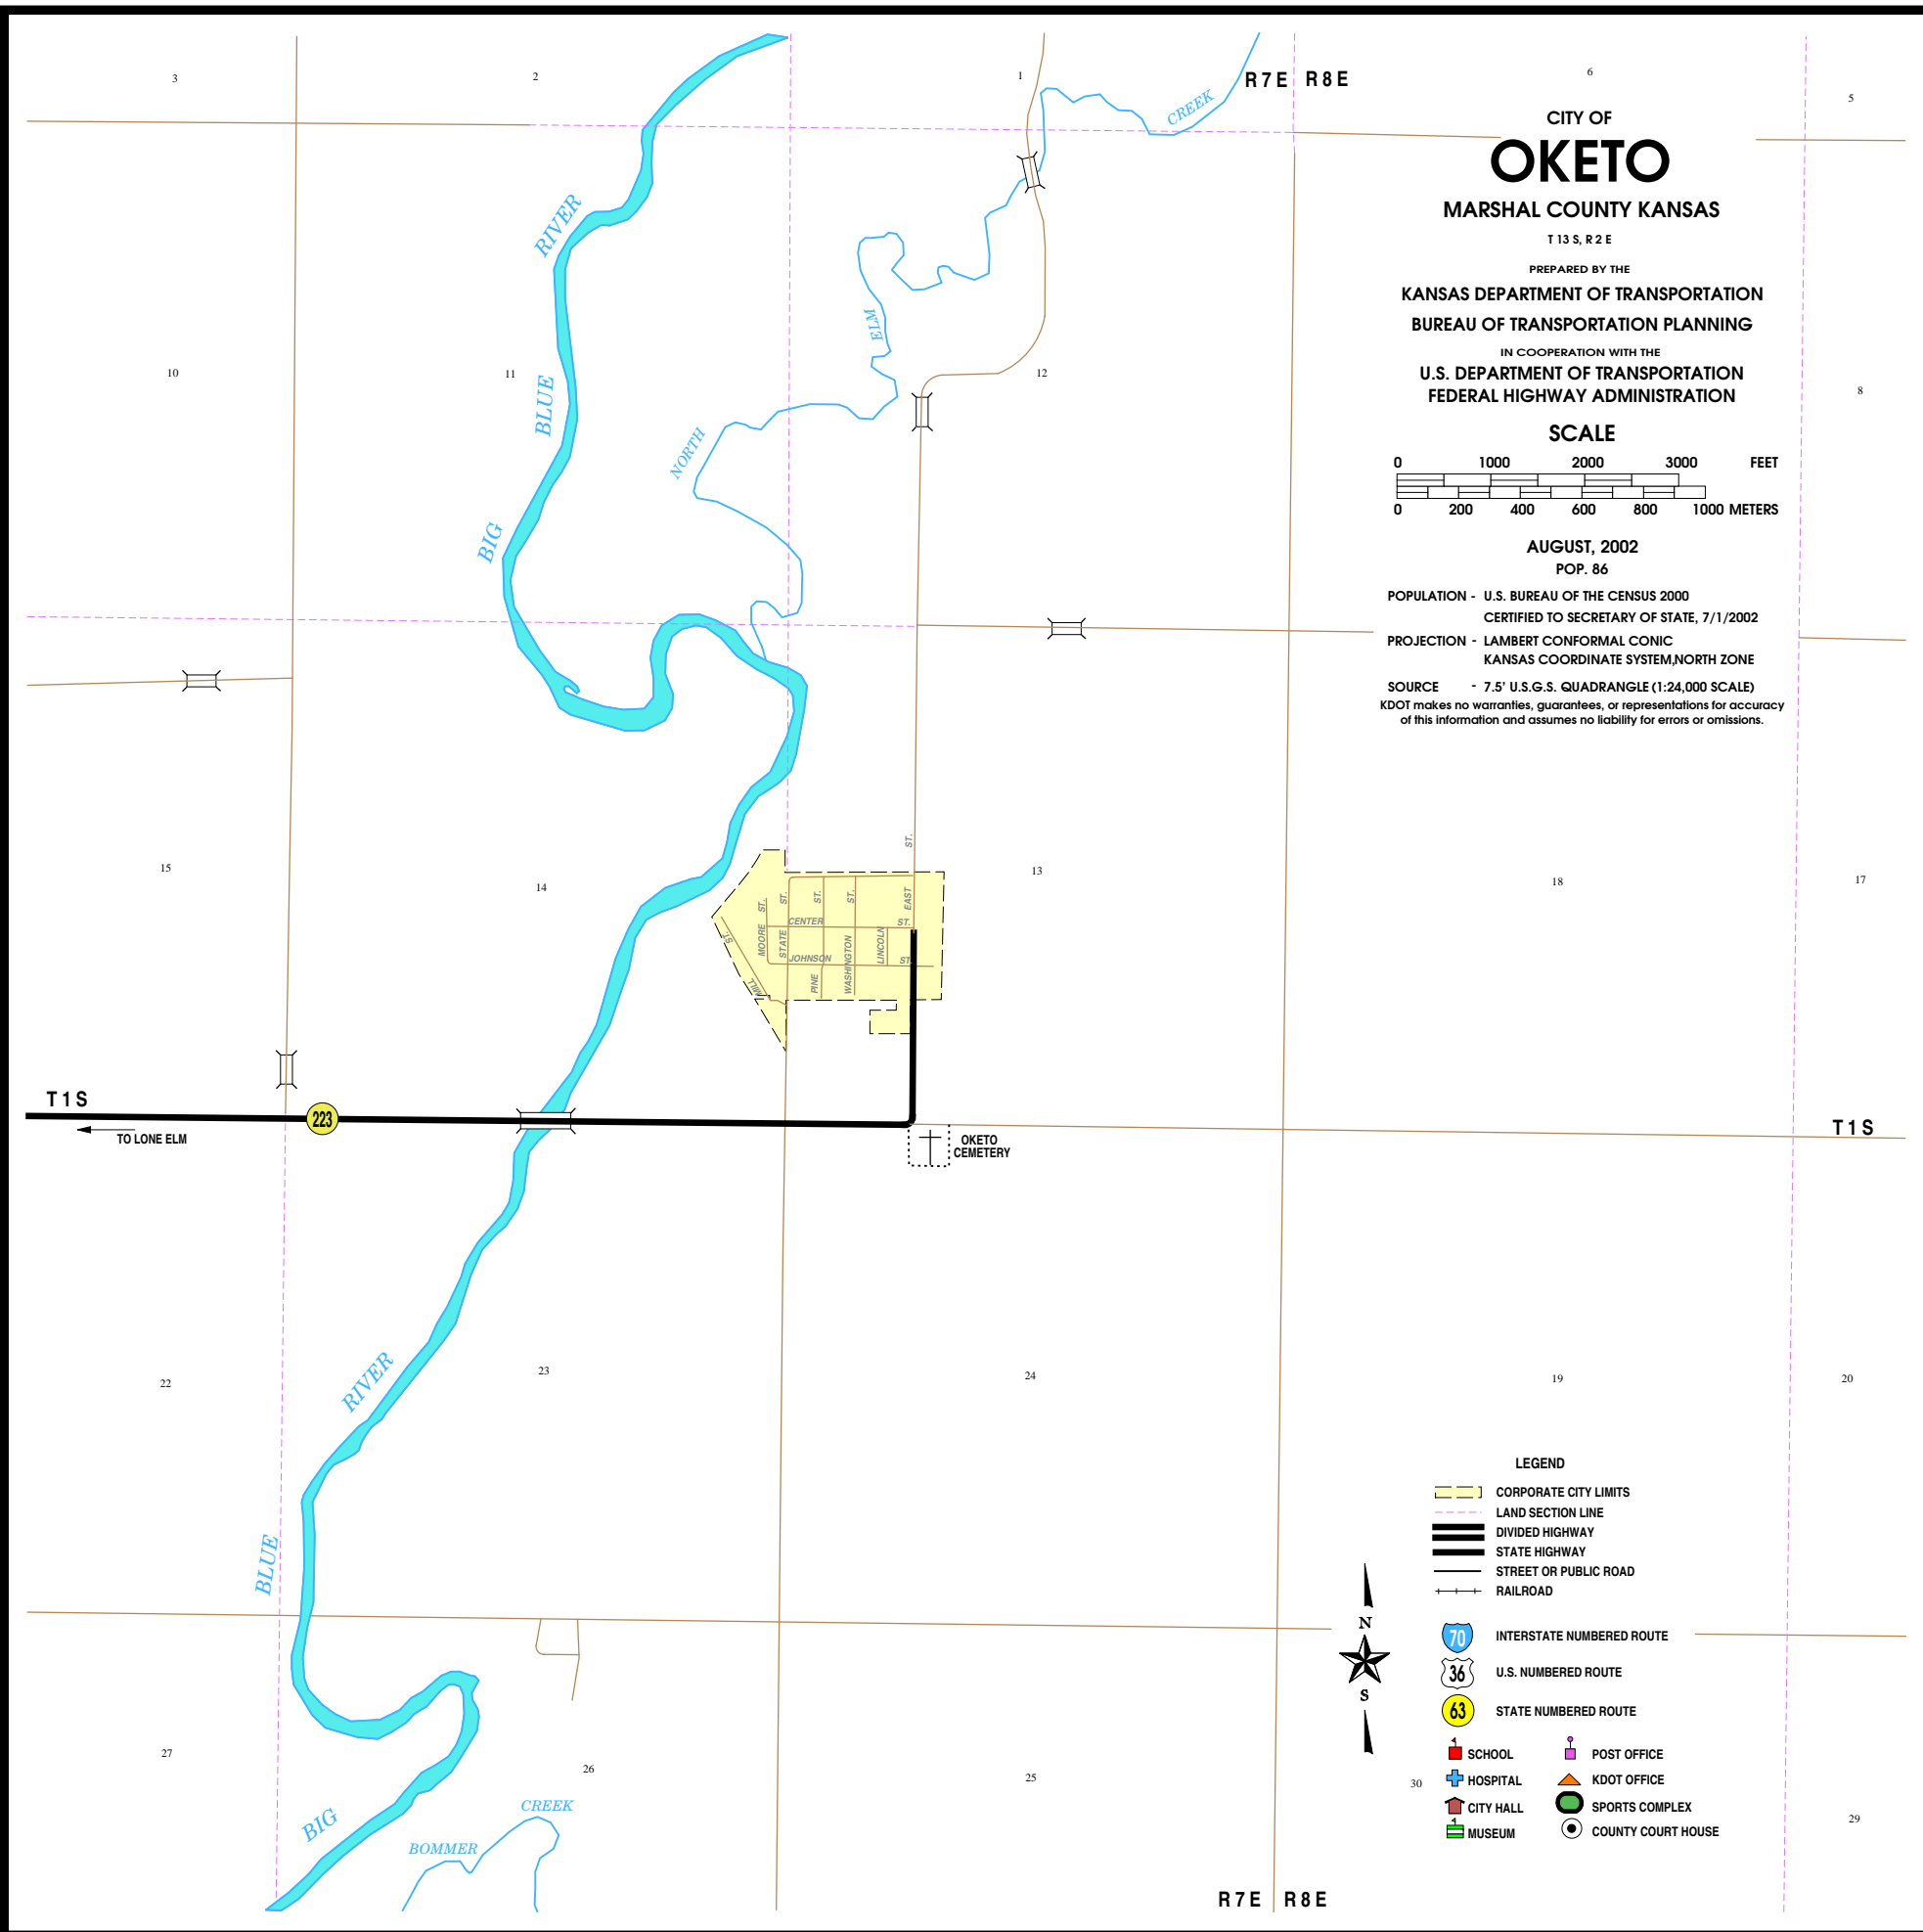 3
2
1
R7E R8E
6
5
CREEK
CITY OF
OKETO
MARSHAL COUNTY KANSAS
T 13 S, R 2 E
PREPARED BY THE
KANSAS DEPARTMENT OF TRANSPORTATION
BUREAU OF TRANSPORTATION PLANNING
IN COOPERATION WITH THE
U.S. DEPARTMENT OF TRANSPORTATION
FEDERAL HIGHWAY ADMINISTRATION
SCALE
0 1000 2000 3000 FEET
0 200 400 600 800 1000 METERS
AUGUST, 2002
POP. 86
POPULATION - U.S. BUREAU OF THE CENSUS 2000
CERTIFIED TO SECRETARY OF STATE, 7/1/2002
PROJECTION - LAMBERT CONFORMAL CONIC
KANSAS COORDINATE SYSTEM,NORTH ZONE
SOURCE - 7.5' U.S.G.S. QUADRANGLE (1:24,000 SCALE)
KDOT makes no warranties, guarantees, or representations for accuracy
of this information and assumes no liability for errors or omissions.
RIVER
BLUE
BIG
ELM
NORTH
10
11
12
8
15
14
13
18
17
ST.
EAST
ST.
ST.
ST.
ST.
CENTER ST.
MOORE
STATE
JOHNSON ST.
LINCOLN
WASHINGTON
PINE
ST.
MILL
T1S
223
TO LONE ELM
OKETO
CEMETERY
T1S
22
RIVER
23
24
19
20
BLUE
LEGEND
CORPORATE CITY LIMITS
LAND SECTION LINE
DIVIDED HIGHWAY
STATE HIGHWAY
STREET OR PUBLIC ROAD
RAILROAD
N
S
70 INTERSTATE NUMBERED ROUTE
36 U.S. NUMBERED ROUTE
63 STATE NUMBERED ROUTE
SCHOOL POST OFFICE
HOSPITAL KDOT OFFICE
CITY HALL SPORTS COMPLEX
MUSEUM COUNTY COURT HOUSE
27
26
25
30
29
BIG
CREEK
BOMMER
R7E R8E